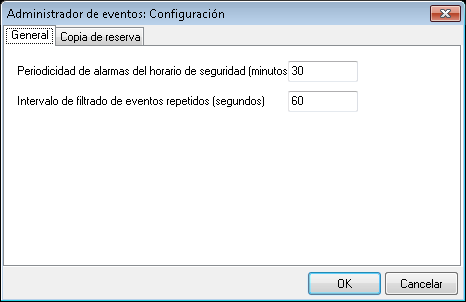 Administrador de eventos: Configuración
General Copia de reserva
Periodicidad de alarmas del horario de seguridad (minutos 30
Intervalo de filtrado de eventos repetidos (segundos) 60
OK Cancelar